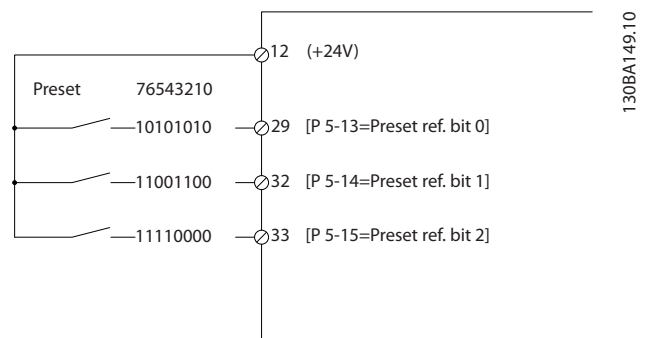 12 (+24V)
Preset 76543210
10101010 29 [P 5-13=Preset ref. bit 0]
11001100 32 [P 5-14=Preset ref. bit 1]
11110000 33 [P 5-15=Preset ref. bit 2]
130BA149.10